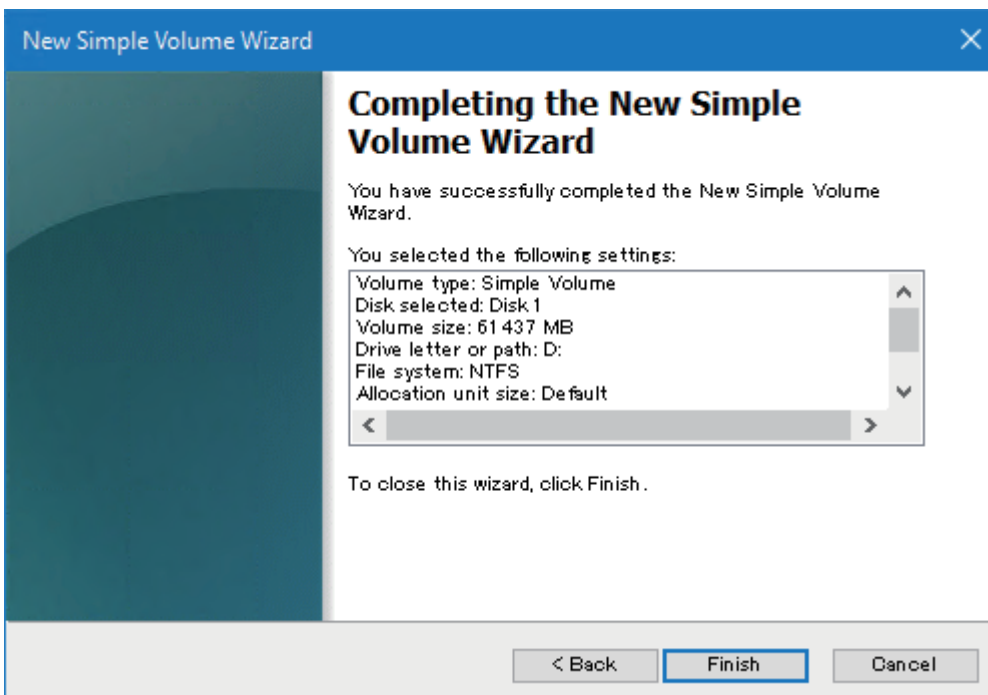 New Simple Volume Wizard
Completing the New Simple
Volume Wizard
You have successfully completed the New Simple Volume
Wizard.
You selected the following settings:
Volume type: Simple Volume
Disk selected: Disk 1
Volume size: 61437 MB
Drive letter or path: D:
File system: NTFS
Allocation unit size: Default
To close this wizard, click Finish.
< Back
Finish
Cancel